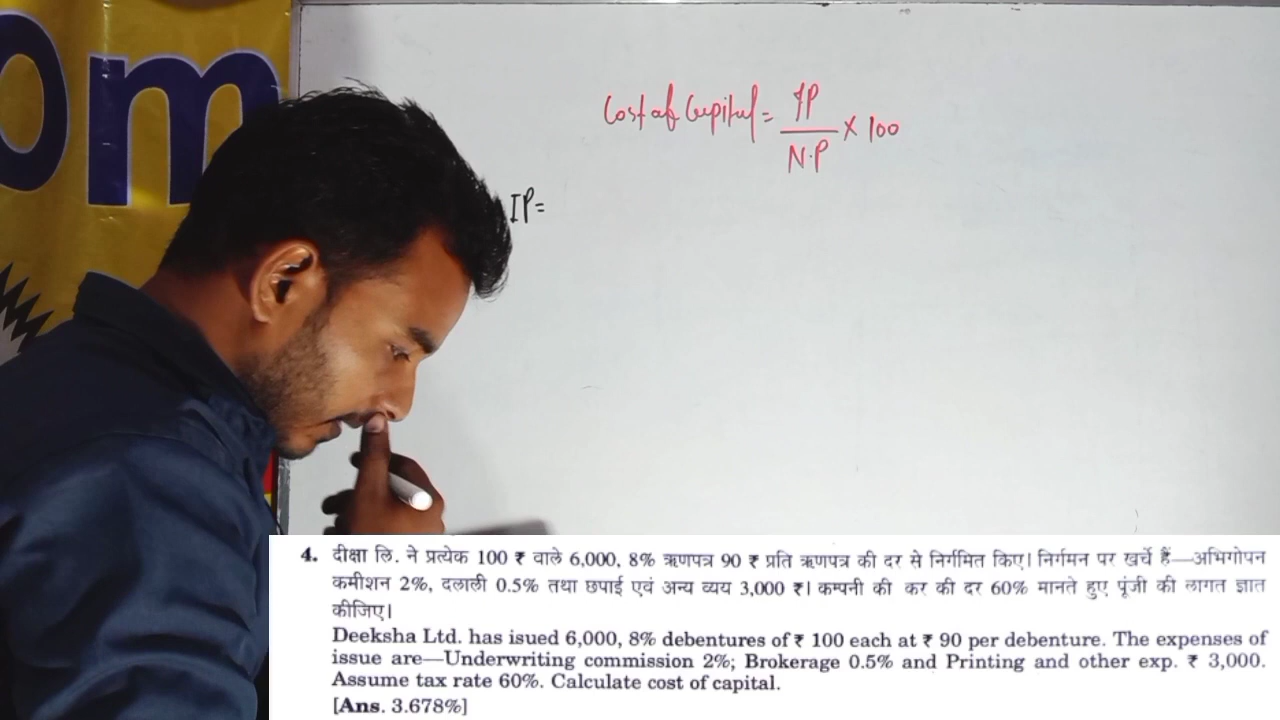 om
Cost of Capital = IP / N.P × 100
IP=
4. दीक्षा लि. ने प्रत्येक 100 ₹ वाले 6,000, 8% ऋणपत्र 90 ₹ प्रति ऋणपत्र की दर से निर्गमित किए। निर्गमन पर खर्चे हैं—अभिगोपन
कमीशन 2%, दलाली 0.5% तथा छपाई एवं अन्य व्यय 3,000 ₹। कम्पनी की कर की दर 60% मानते हुए पूंजी की लागत ज्ञात
कीजिए।
Deeksha Ltd. has isued 6,000, 8% debentures of ₹ 100 each at ₹ 90 per debenture. The expenses of
issue are—Underwriting commission 2%; Brokerage 0.5% and Printing and other exp. ₹ 3,000.
Assume tax rate 60%. Calculate cost of capital.
[Ans. 3.678%]